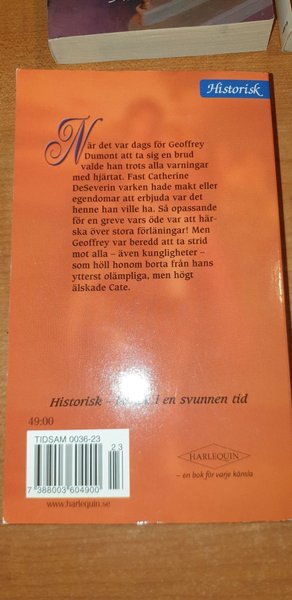 Historisk
När det var dags för Geoffrey
Dumont att ta sig en brud
valde han trots alla varningar
med hjärtat. Fast Catherine
DeSeverin varken hade makt eller
egendomar att erbjuda var det
henne han ville ha. Så opassande
för en greve vars öde var att här-
ska över stora förläningar! Men
Geoffrey var beredd att ta strid
mot alla – även kungligheter –
som höll honom borta från hans
ytterst olämpliga, men högt
älskade Cate.
Historisk – i en svunnen tid
49:00
TIDSAM 0036-23
23
7 388003 604900
www.harlequin.se
HARLEQUIN
– en bok för varje känsla